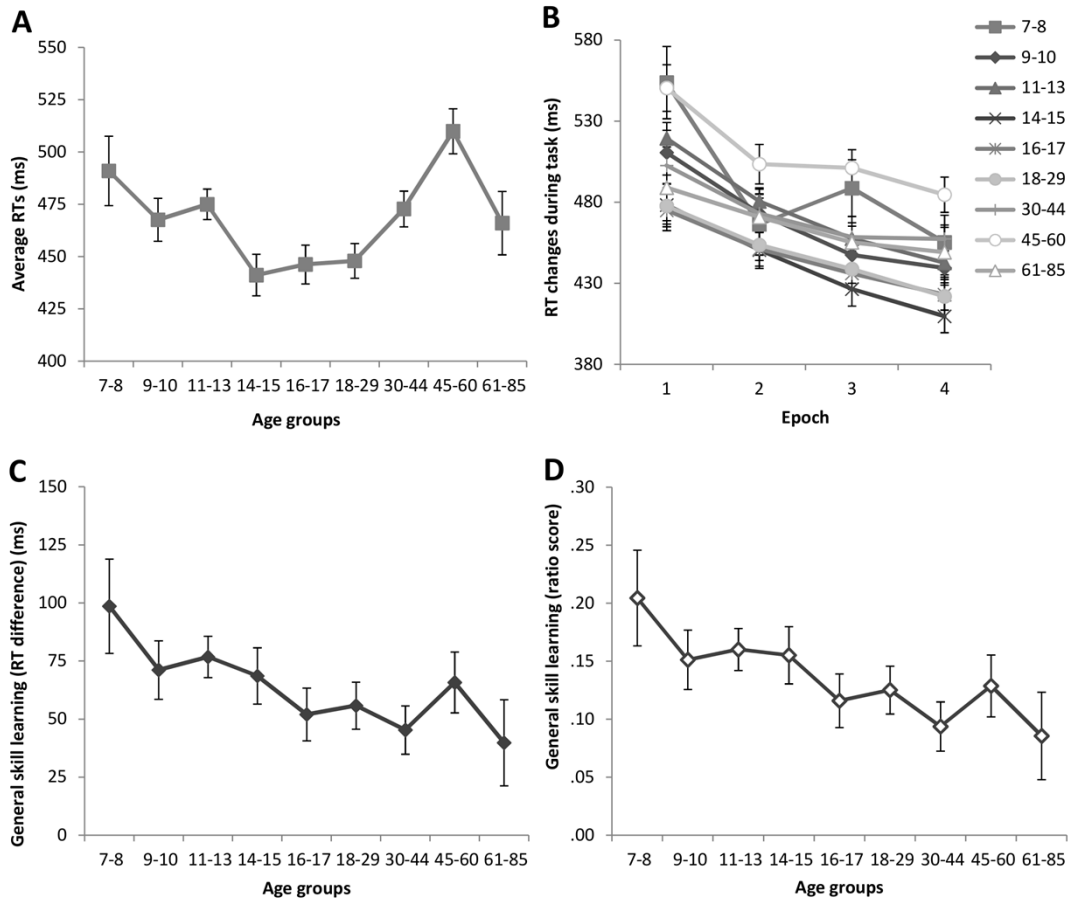 A
550
525
500
475
450
425
400
Average RTs (ms)
7-8 9-10 11-13 14-15 16-17 18-29 30-44 45-60 61-85
Age groups
B
580
530
480
430
380
RT changes during task (ms)
1 2 3 4
Epoch
7-8
9-10
11-13
14-15
16-17
18-29
30-44
45-60
61-85
C
150
125
100
75
50
25
0
General skill learning (RT difference) (ms)
7-8 9-10 11-13 14-15 16-17 18-29 30-44 45-60 61-85
Age groups
D
.30
.25
.20
.15
.10
.05
.00
General skill learning (ratio score)
7-8 9-10 11-13 14-15 16-17 18-29 30-44 45-60 61-85
Age groups